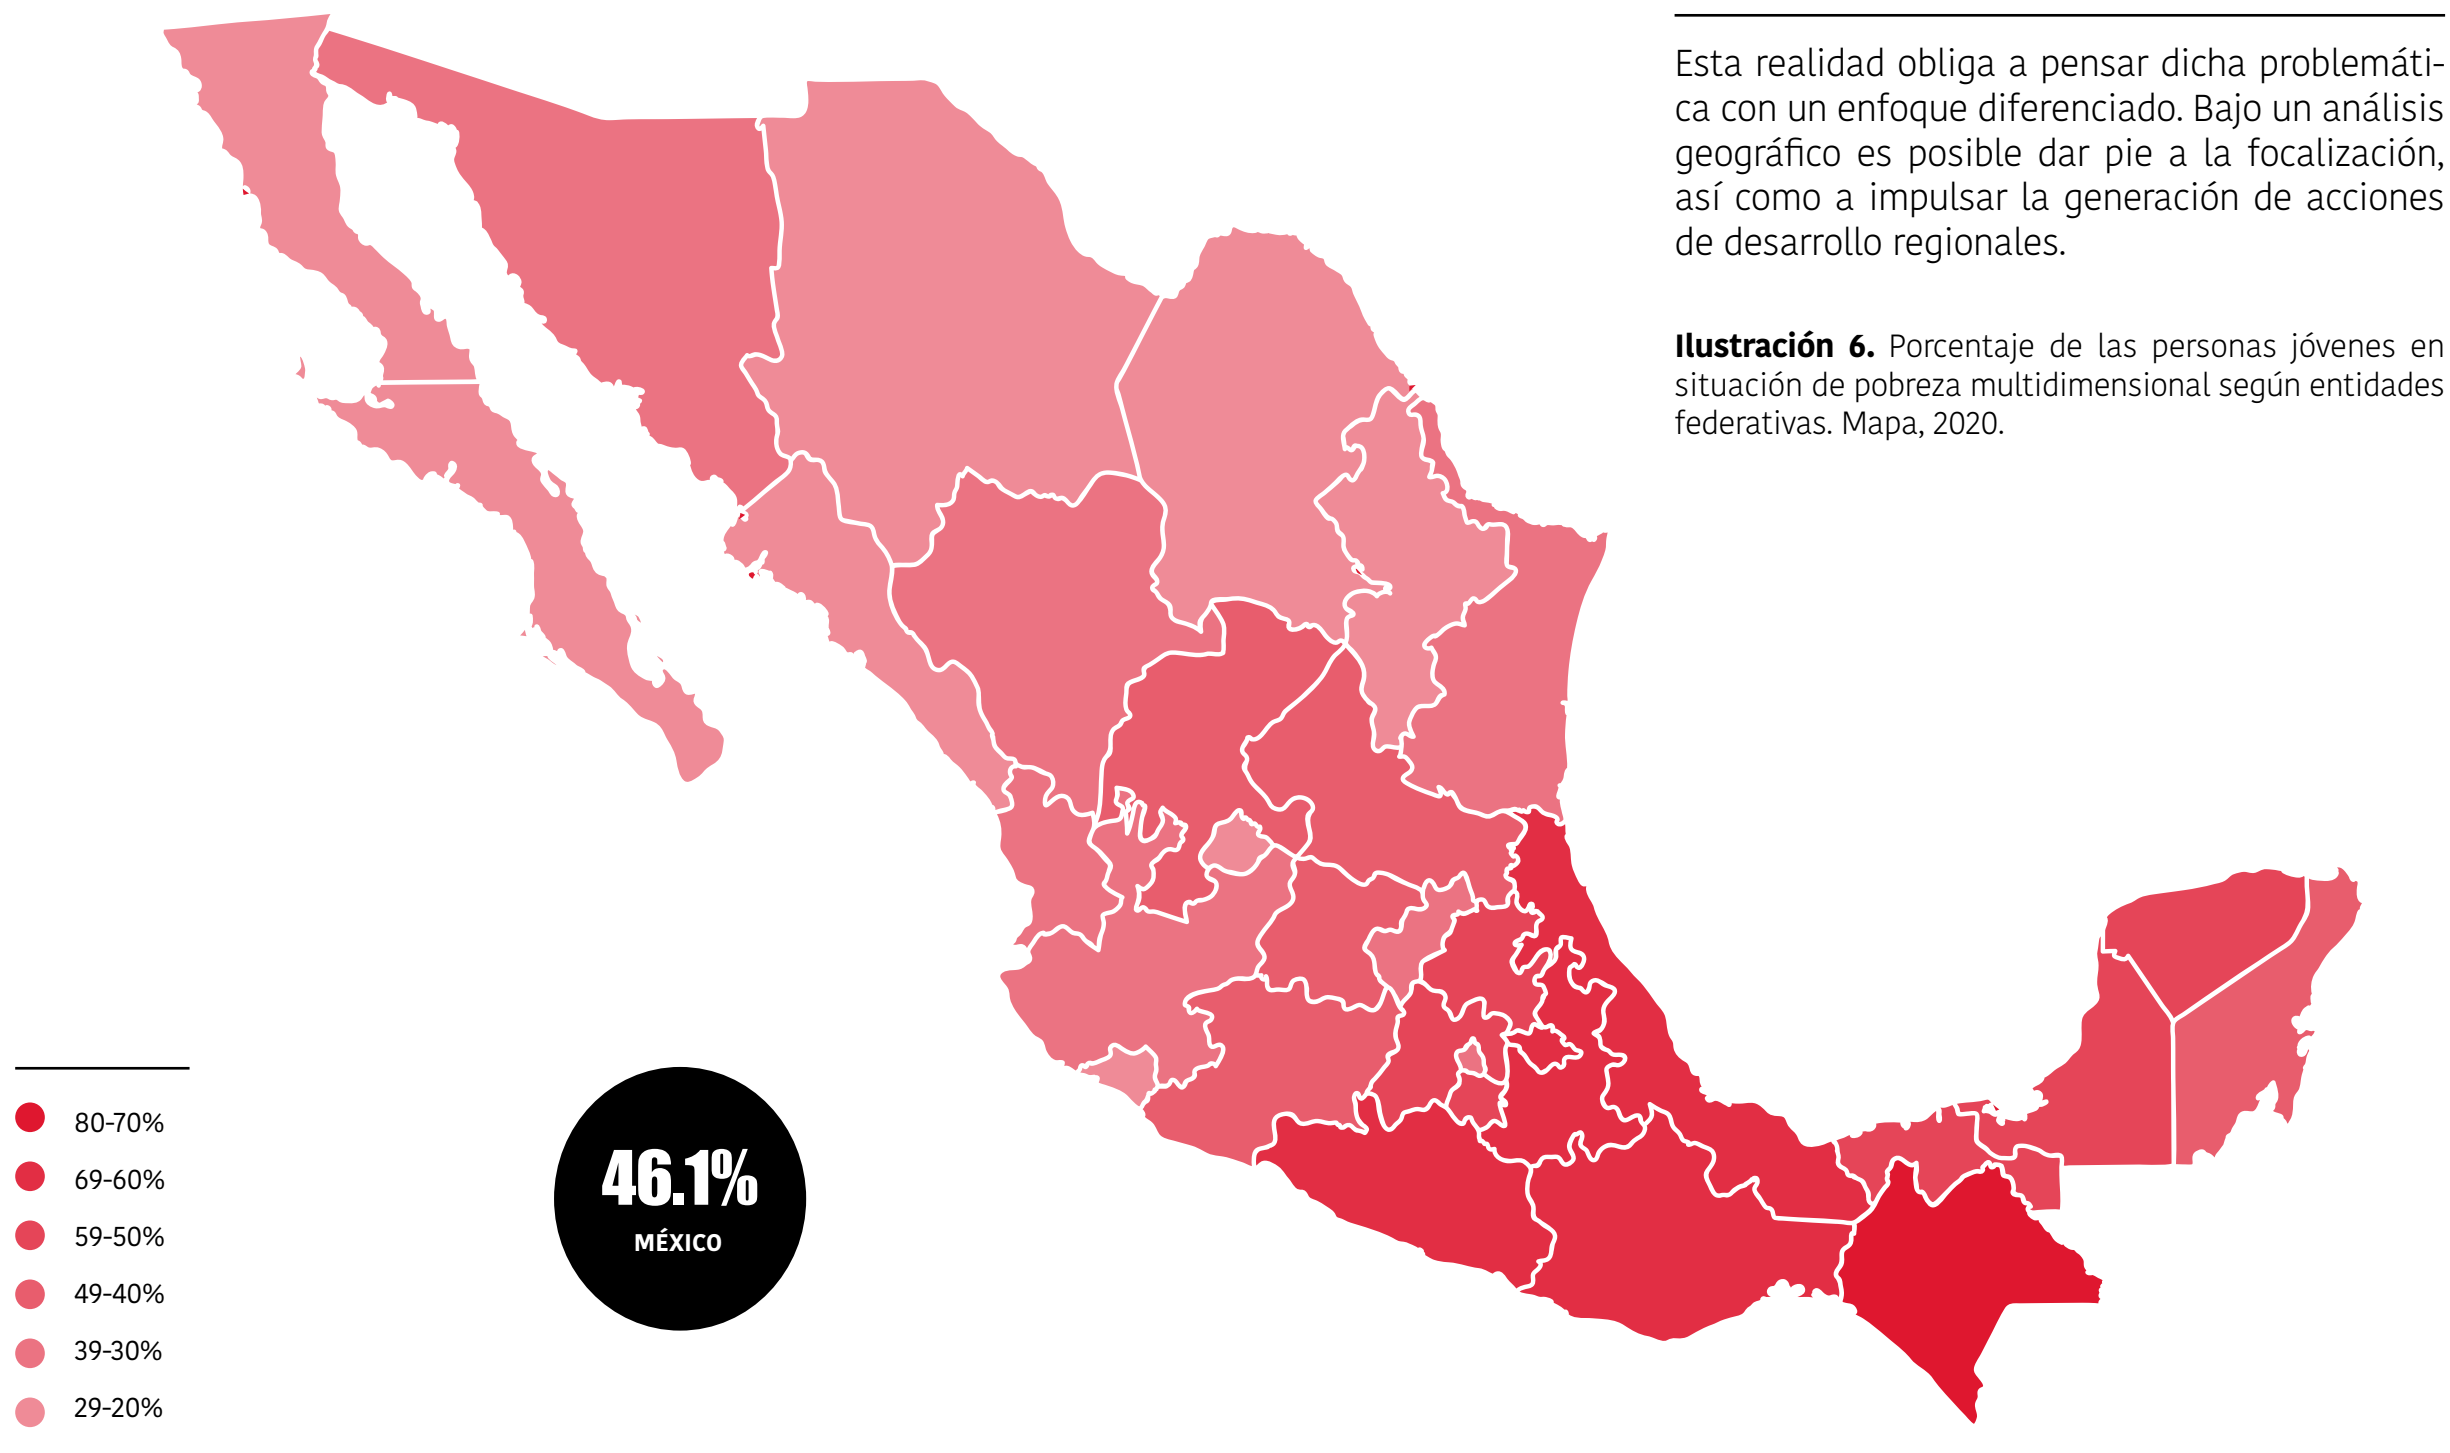 Esta realidad obliga a pensar dicha problemáti-
ca con un enfoque diferenciado. Bajo un análisis
geográfico es posible dar pie a la focalización,
así como a impulsar la generación de acciones
de desarrollo regionales.
Ilustración 6. Porcentaje de las personas jóvenes en
situación de pobreza multidimensional según entidades
federativas. Mapa, 2020.
80-70%
69-60%
59-50%
49-40%
39-30%
29-20%
46.1%
MÉXICO